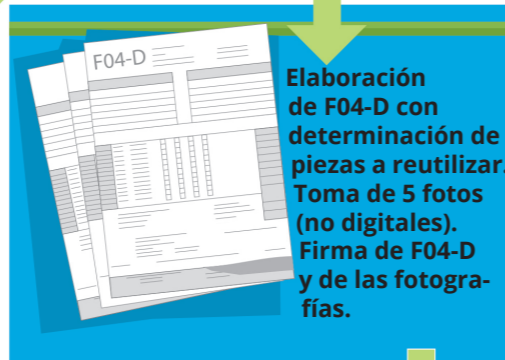 F04-D
Elaboración
de F04-D con
determinación de
piezas a reutilizar.
Toma de 5 fotos
(no digitales).
Firma de F04-D
y de las fotogra-
fías.